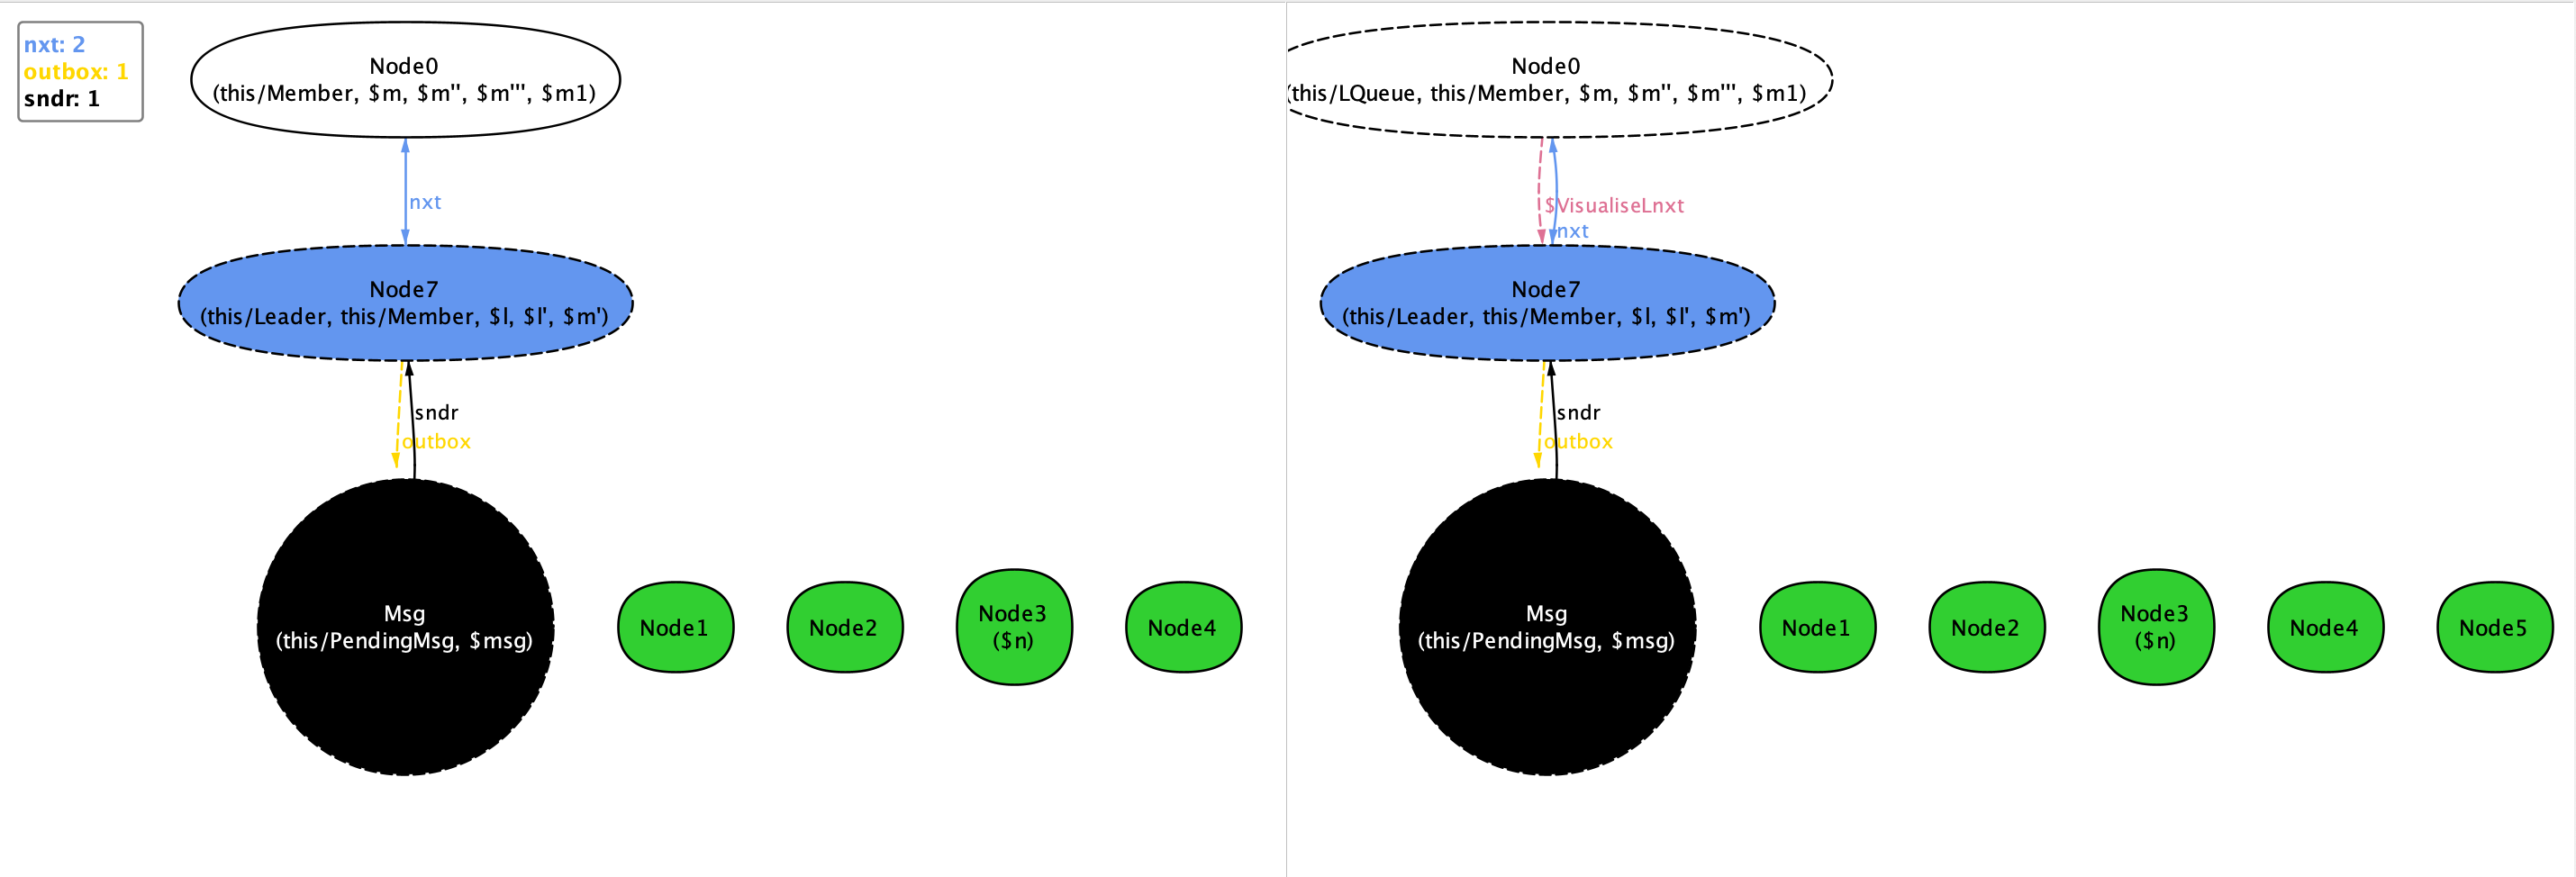 nxt: 2
outbox: 1
sndr: 1
Node0
(this/Member, $m, $m'', $m''', $m1)
nxt
Node7
(this/Leader, this/Member, $l, $l', $m')
sndr
outbox
Msg
(this/PendingMsg, $msg)
Node1
Node2
Node3
($n)
Node4
Node0
(this/LQueue, this/Member, $m, $m'', $m''', $m1)
$VisualiseLnxt
nxt
Node7
(this/Leader, this/Member, $l, $l', $m')
sndr
outbox
Msg
(this/PendingMsg, $msg)
Node1
Node2
Node3
($n)
Node4
Node5